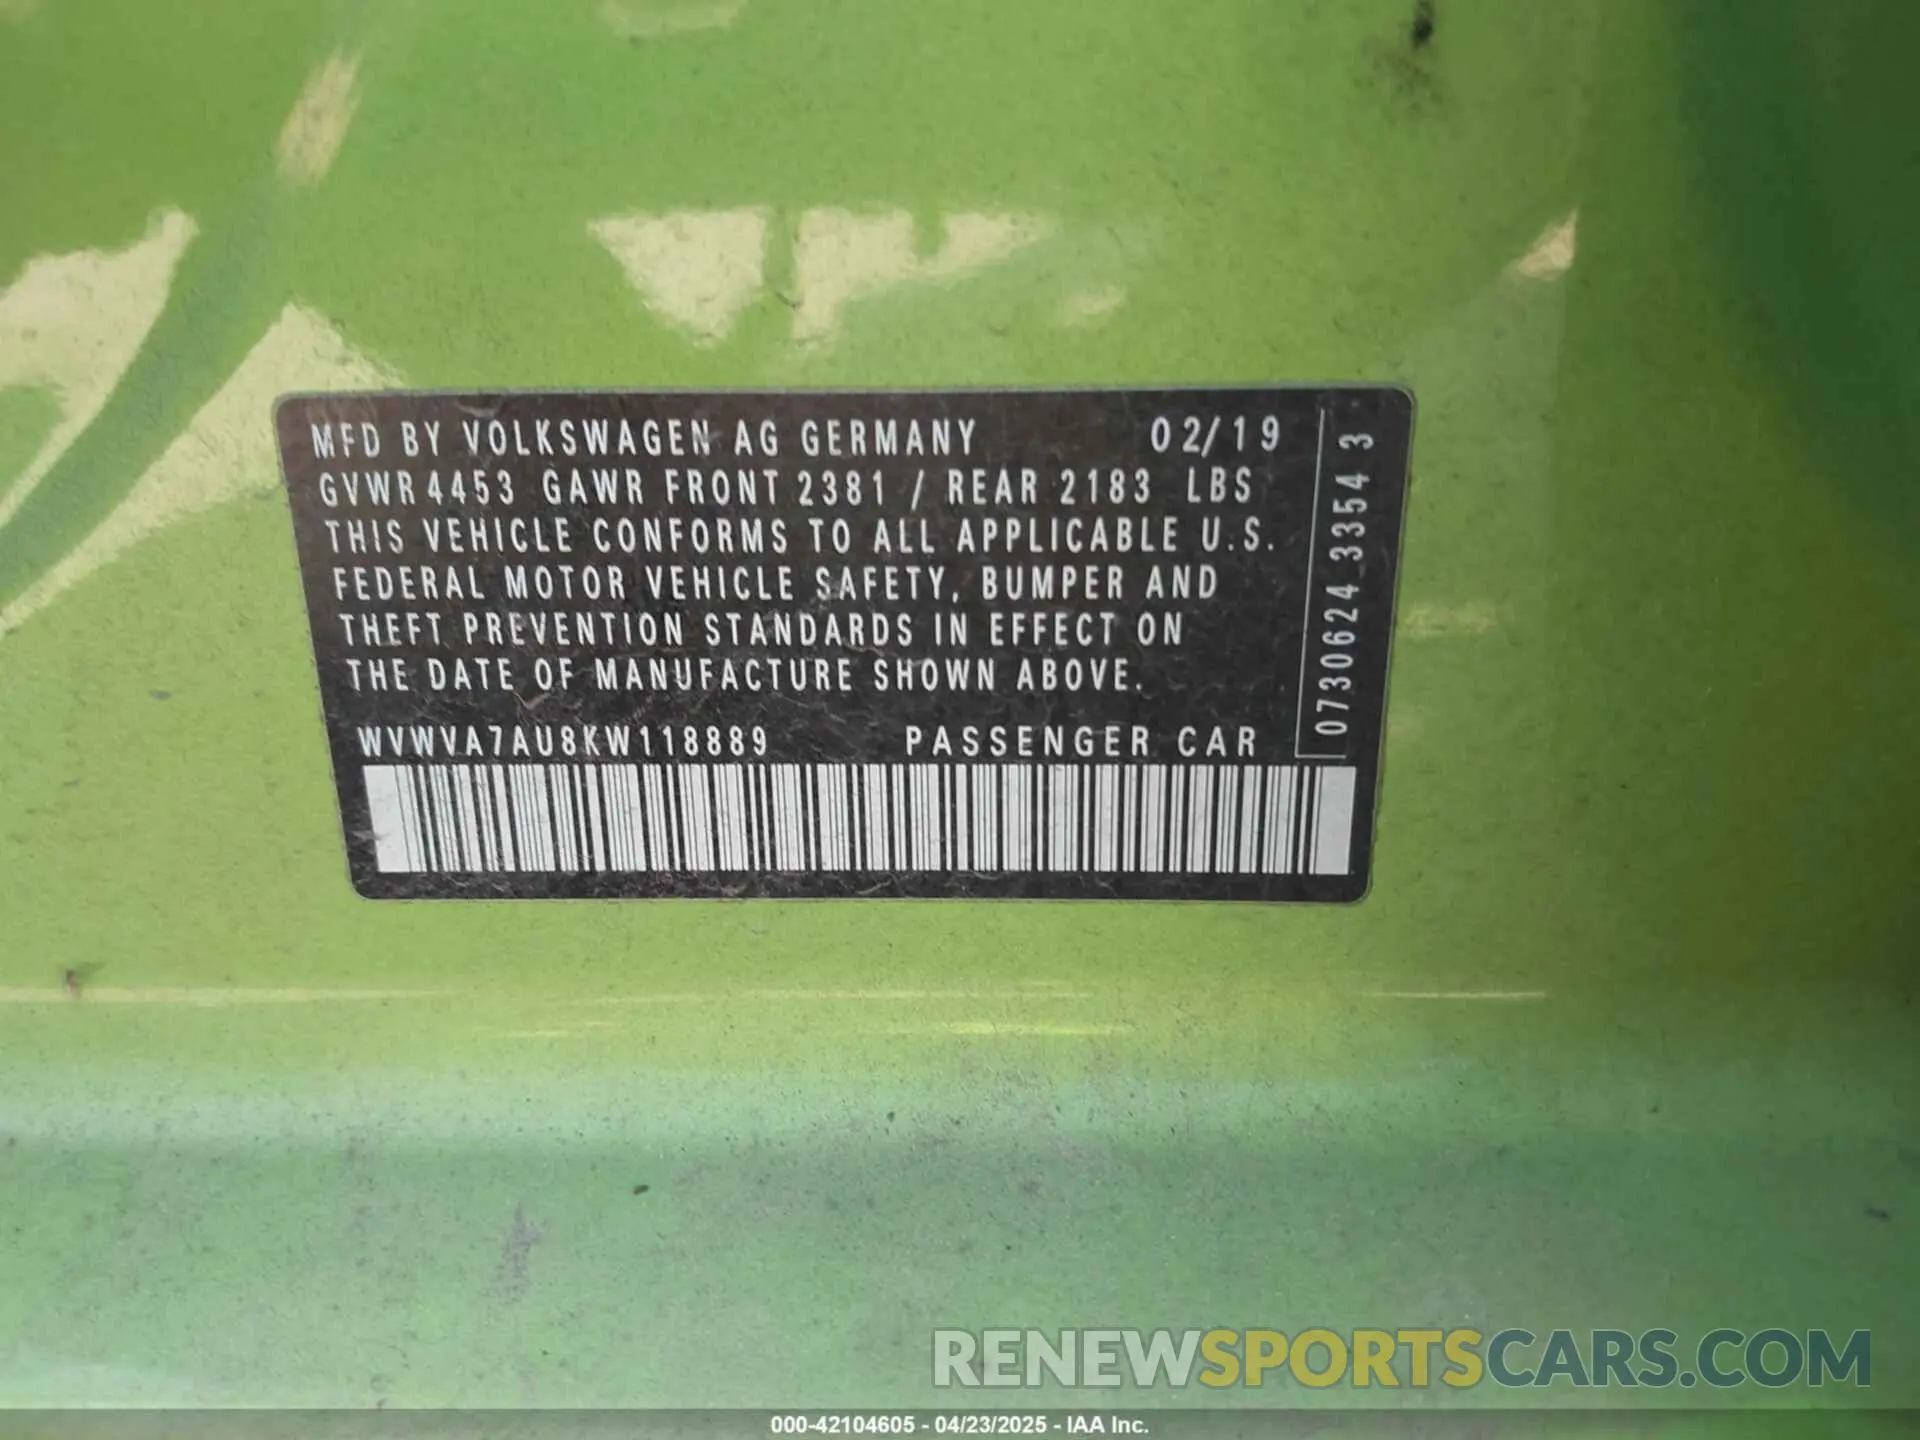 MFD BY VOLKSWAGEN AG GERMANY 02/19
GVWR 4453 GAWR FRONT 2381 / REAR 2183 LBS
THIS VEHICLE CONFORMS TO ALL APPLICABLE U.S.
FEDERAL MOTOR VEHICLE SAFETY, BUMPER AND
THEFT PREVENTION STANDARDS IN EFFECT ON
THE DATE OF MANUFACTURE SHOWN ABOVE.
WVWVA7AU8KW118889 PASSENGER CAR
0730624_33554 3
RENEWSPORTSCARS.COM
000-42104605 - 04/23/2025 - IAA Inc.